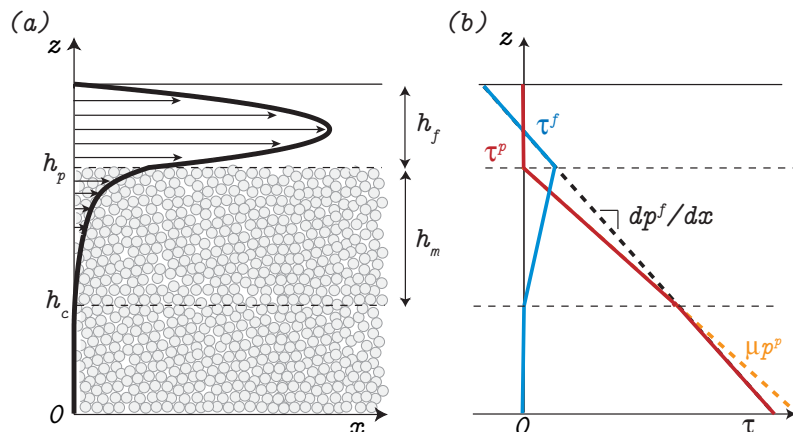 (a)
z
h_f
h_p
h_m
h_c
0
x
(b)
z
τ^f
τ^p
dp^f/dx
μp^p
0
τ